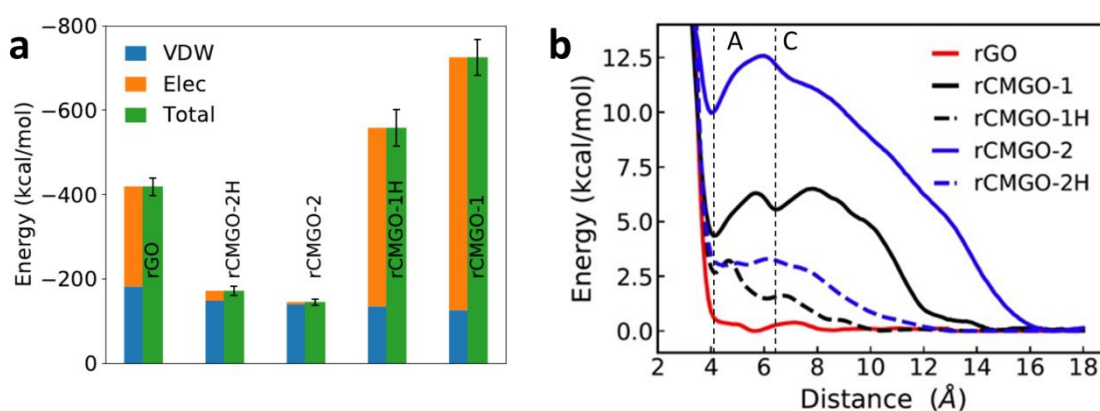 a
−800
−600
−400
−200
0
Energy (kcal/mol)
VDW
Elec
Total
rGO
rCMGO-2H
rCMGO-2
rCMGO-1H
rCMGO-1
b
12.5
10.0
7.5
5.0
2.5
0.0
Energy (kcal/mol)
A
C
rGO
rCMGO-1
rCMGO-1H
rCMGO-2
rCMGO-2H
2 4 6 8 10 12 14 16 18
Distance (Å)